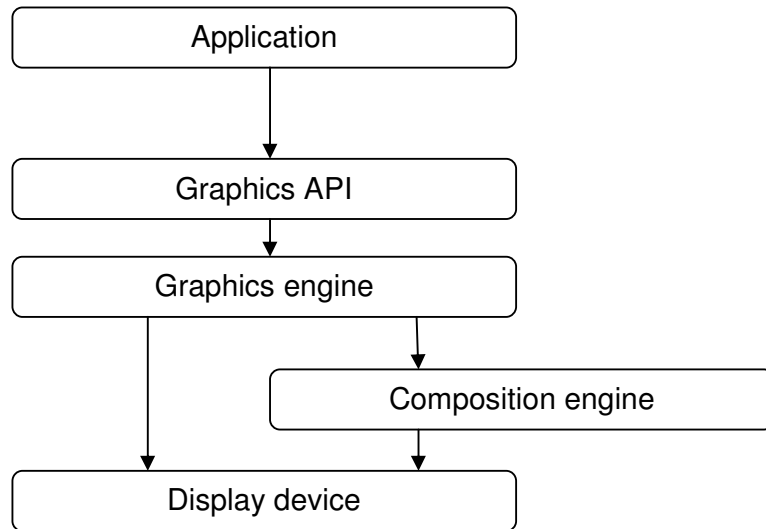 Application
Graphics API
Graphics engine
Composition engine
Display device